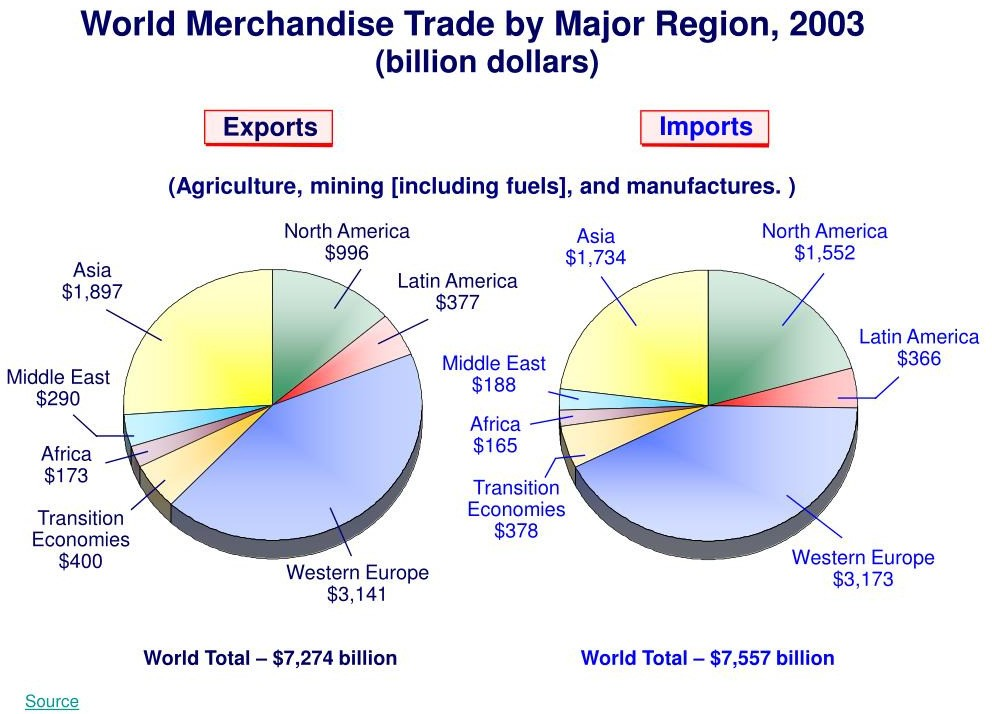 World Merchandise Trade by Major Region, 2003
(billion dollars)
Exports
Imports
(Agriculture, mining [including fuels], and manufactures. )
North America
$996
Latin America
$377
Asia
$1,897
Middle East
$290
Africa
$173
Transition
Economies
$400
Western Europe
$3,141
World Total – $7,274 billion
Asia
$1,734
North America
$1,552
Latin America
$366
Middle East
$188
Africa
$165
Transition
Economies
$378
Western Europe
$3,173
World Total – $7,557 billion
Source